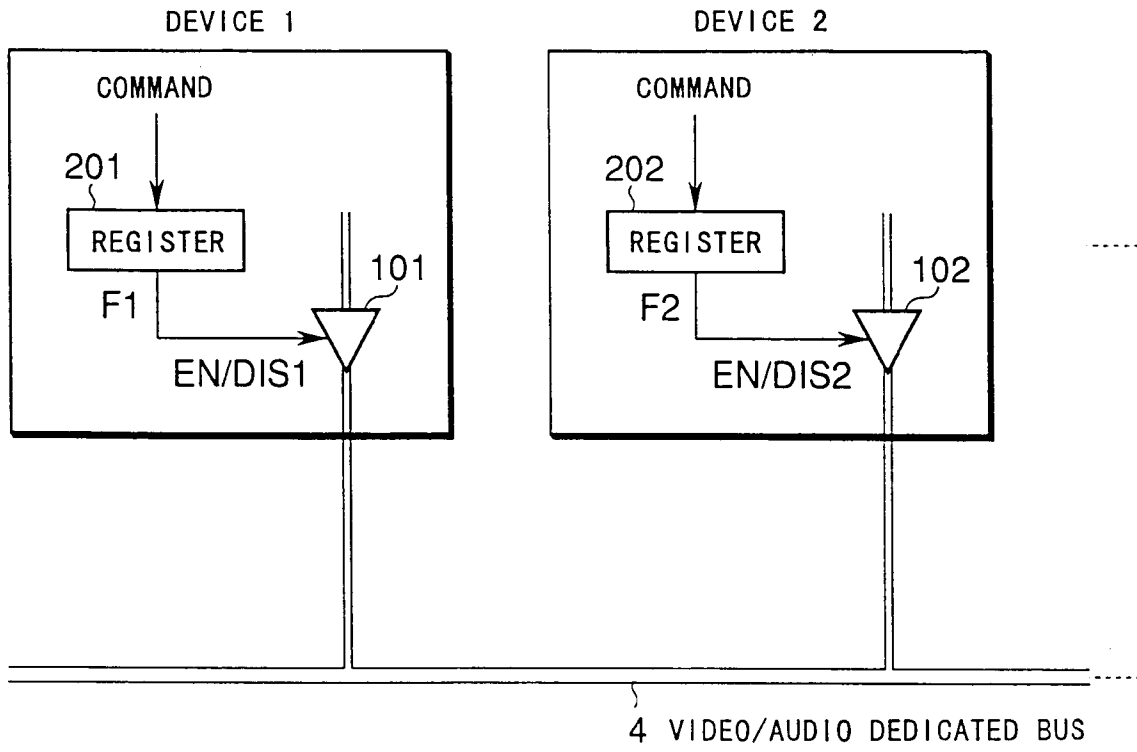 DEVICE 1
DEVICE 2
COMMAND
COMMAND
201
202
REGISTER
REGISTER
101
102
F1
F2
EN/DIS1
EN/DIS2
4 VIDEO/AUDIO DEDICATED BUS